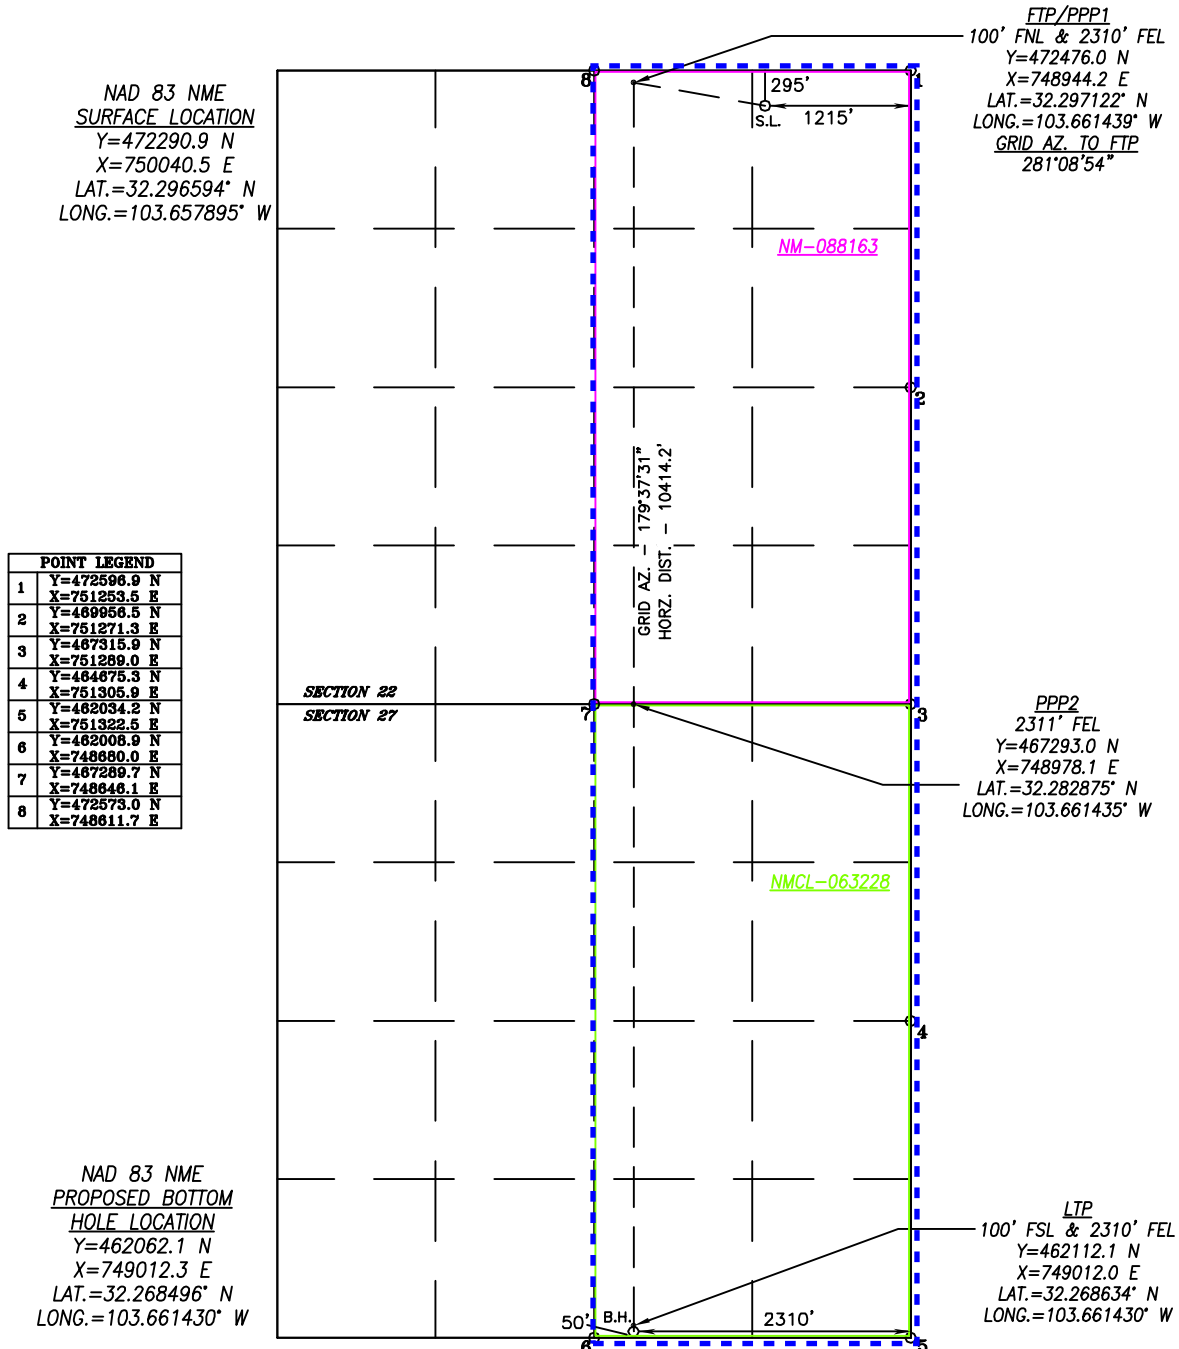 FTP/PPP1
100' FNL & 2310' FEL
Y=472476.0 N
X=748944.2 E
LAT.=32.297122° N
LONG.=103.661439° W
GRID AZ. TO FTP
281°08'54"
NAD 83 NME
SURFACE LOCATION
Y=472290.9 N
X=750040.5 E
LAT.=32.296594° N
LONG.=103.657895° W
8
1
295'
S.L.
1215'
NM-088163
2
GRID AZ. - 179°37'31"
HORZ. DIST. - 10414.2'
POINT LEGEND
1 Y=472596.9 N
X=751253.5 E
2 Y=469956.5 N
X=751271.3 E
3 Y=467315.9 N
X=751289.0 E
4 Y=464675.3 N
X=751305.9 E
5 Y=462034.2 N
X=751322.5 E
6 Y=462008.9 N
X=748680.0 E
7 Y=467289.7 N
X=748646.1 E
8 Y=472573.0 N
X=748611.7 E
SECTION 22
SECTION 27
7
3
PPP2
2311' FEL
Y=467293.0 N
X=748978.1 E
LAT.=32.282875° N
LONG.=103.661435° W
NMCL-063228
4
NAD 83 NME
PROPOSED BOTTOM
HOLE LOCATION
Y=462062.1 N
X=749012.3 E
LAT.=32.268496° N
LONG.=103.661430° W
LTP
100' FSL & 2310' FEL
Y=462112.1 N
X=749012.0 E
LAT.=32.268634° N
LONG.=103.661430° W
50'
B.H.
2310'
6
5